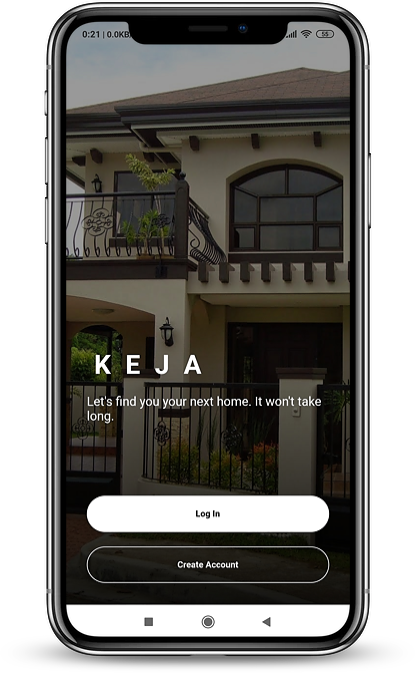 0:21 | 0.0KB
55
KEJA
Let's find you your next home. It won't take
long.
Log In
Create Account